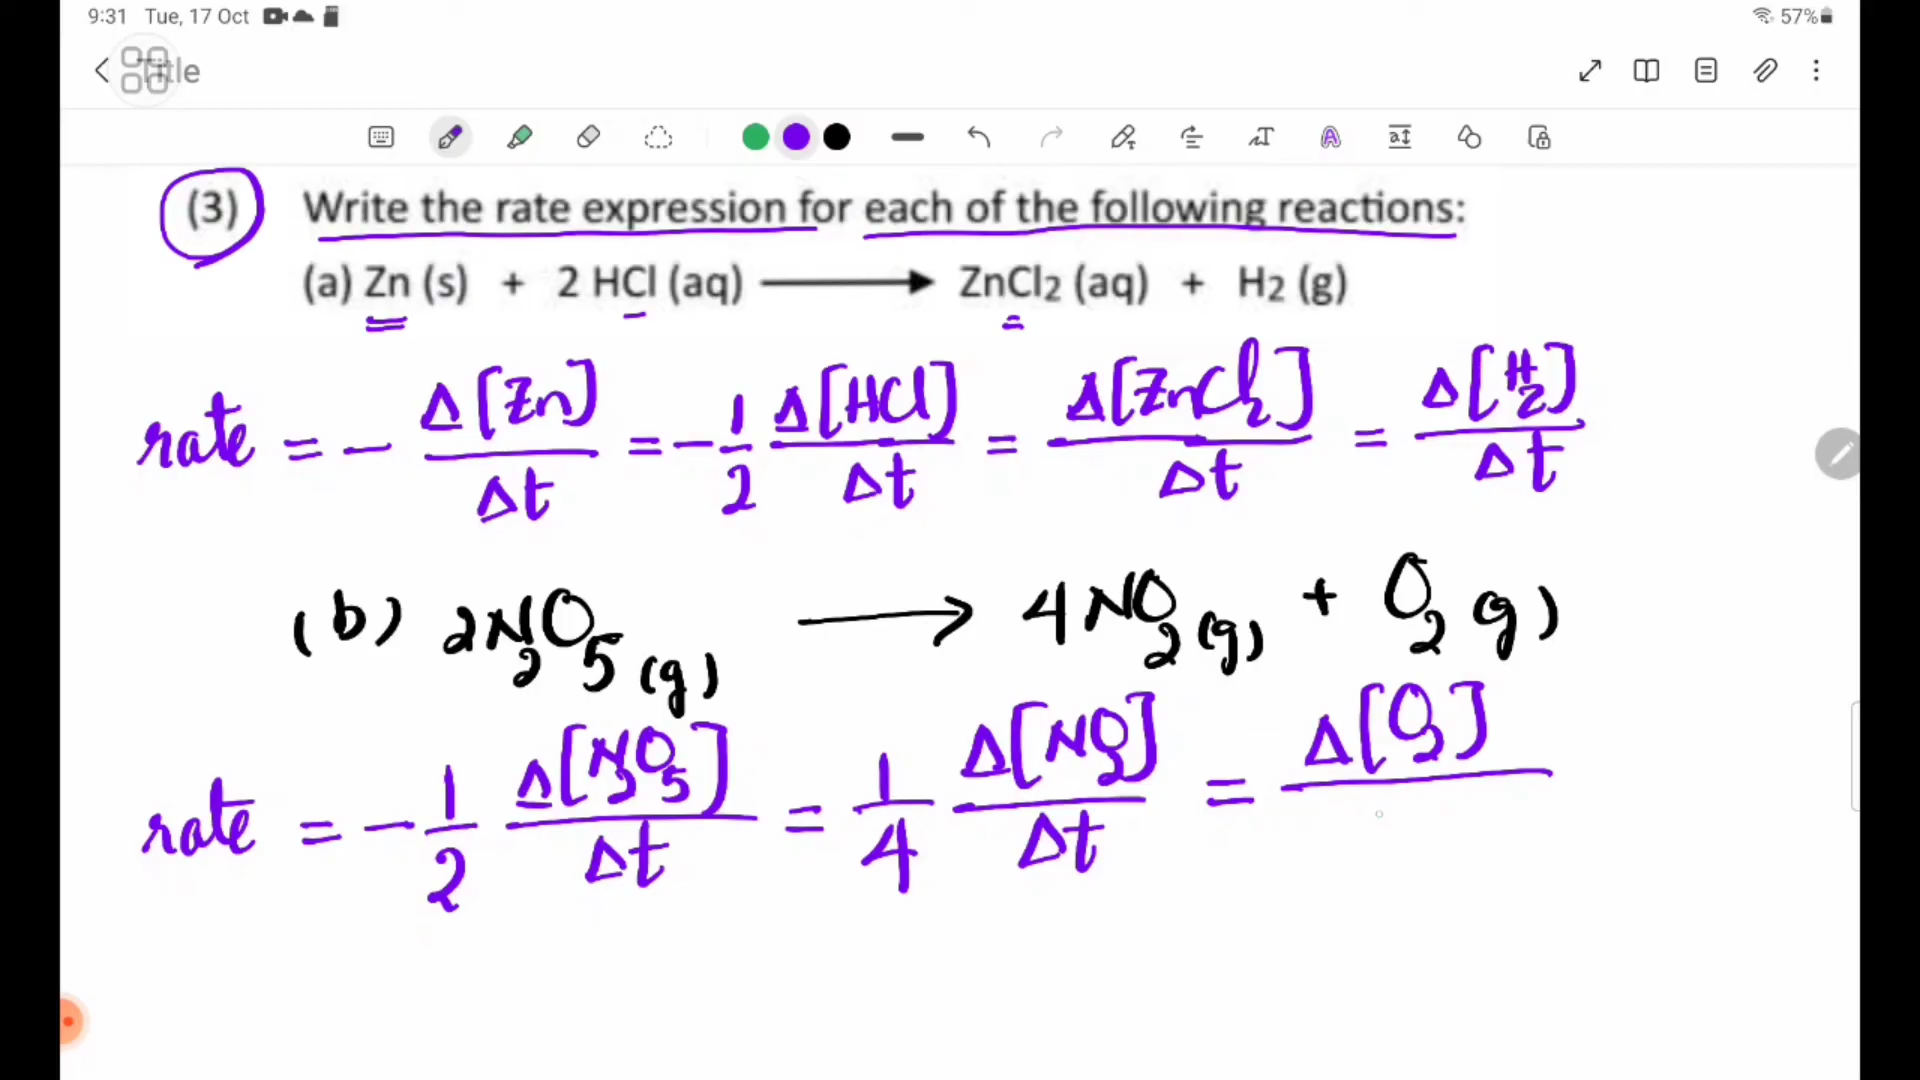 9:31 Tue, 17 Oct 57%
Title
(3) Write the rate expression for each of the following reactions:
(a) Zn (s) + 2 HCl (aq) ⟶ ZnCl₂ (aq) + H₂ (g)
rate = - Δ[Zn]/Δt = - 1/2 Δ[HCl]/Δt = Δ[ZnCl₂]/Δt = Δ[H₂]/Δt
(b) 2N₂O₅ (g) ⟶ 4NO₂ (g) + O₂ g)
rate = - 1/2 Δ[N₂O₅]/Δt = 1/4 Δ[NO₂]/Δt = Δ[O₂]